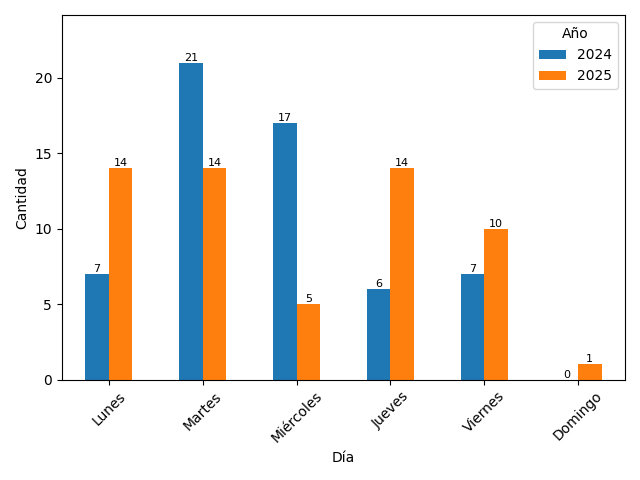 Año
2024
2025
Cantidad
20
15
10
5
0
7
14
21
14
17
5
6
14
7
10
0
1
Lunes
Martes
Miércoles
Jueves
Viernes
Domingo
Día